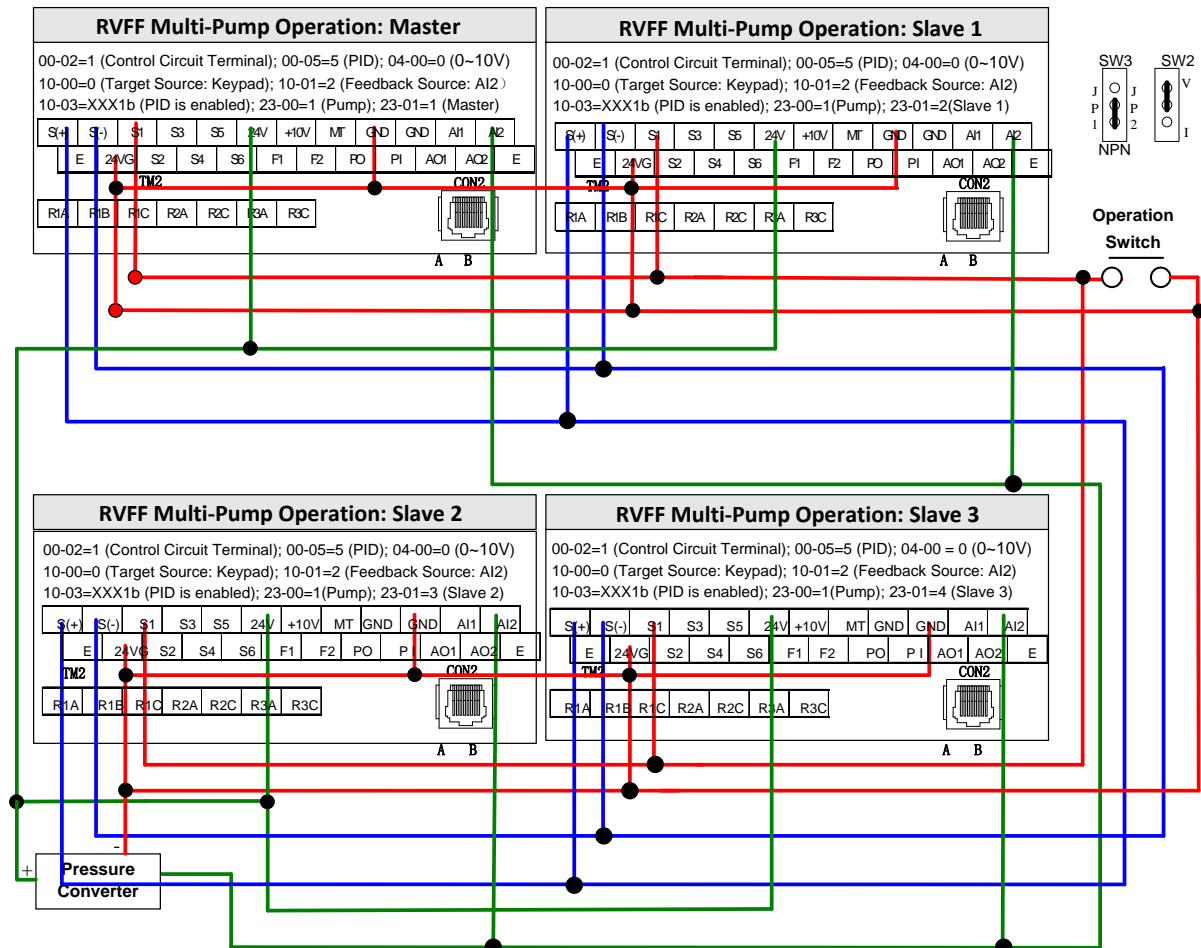 RVFF Multi-Pump Operation: Master
00-02=1 (Control Circuit Terminal); 00-05=5 (PID); 04-00=0 (0~10V)
10-00=0 (Target Source: Keypad); 10-01=2 (Feedback Source: AI2）
10-03=XXX1b (PID is enabled); 23-00=1 (Pump); 23-01=1 (Master)
S(+) S(-) S1 S3 S5 24V +10V MT GND GND AI1 AI2
E 24VG S2 S4 S6 F1 F2 PO PI AO1 AO2 E
TM2 CON2
R1A R1B R1C R2A R2C R3A R3C
A B
RVFF Multi-Pump Operation: Slave 1
00-02=1 (Control Circuit Terminal); 00-05=5 (PID); 04-00=0 (0~10V)
10-00=0 (Target Source: Keypad); 10-01=2 (Feedback Source: AI2)
10-03=XXX1b (PID is enabled); 23-00=1(Pump); 23-01=2(Slave 1)
S(+) S(-) S1 S3 S5 24V +10V MT GND GND AI1 AI2
E 24VG S2 S4 S6 F1 F2 PO PI AO1 AO2 E
TM2 CON2
R1A R1B R1C R2A R2C R3A R3C
A B
SW3 SW2
J J V
P P
1 2 I
NPN
Operation
Switch
RVFF Multi-Pump Operation: Slave 2
00-02=1 (Control Circuit Terminal); 00-05=5 (PID); 04-00=0 (0~10V)
10-00=0 (Target Source: Keypad); 10-01=2 (Feedback Source: AI2)
10-03=XXX1b (PID is enabled); 23-00=1(Pump); 23-01=3 (Slave 2)
S(+) S(-) S1 S3 S5 24V +10V MT GND GND AI1 AI2
E 24VG S2 S4 S6 F1 F2 PO P I AO1 AO2 E
TM2 CON2
R1A R1B R1C R2A R2C R3A R3C
A B
RVFF Multi-Pump Operation: Slave 3
00-02=1 (Control Circuit Terminal); 00-05=5 (PID); 04-00 = 0 (0~10V)
10-00=0 (Target Source: Keypad); 10-01=2 (Feedback Source: AI2)
10-03=XXX1b (PID is enabled); 23-00=1(Pump); 23-01=4 (Slave 3)
S(+) S(-) S1 S3 S5 24V +10V MT GND GND AI1 AI2
E 24VG S2 S4 S6 F1 F2 PO P I AO1 AO2 E
TM2 CON2
R1A R1B R1C R2A R2C R3A R3C
A B
-
+
Pressure
Converter